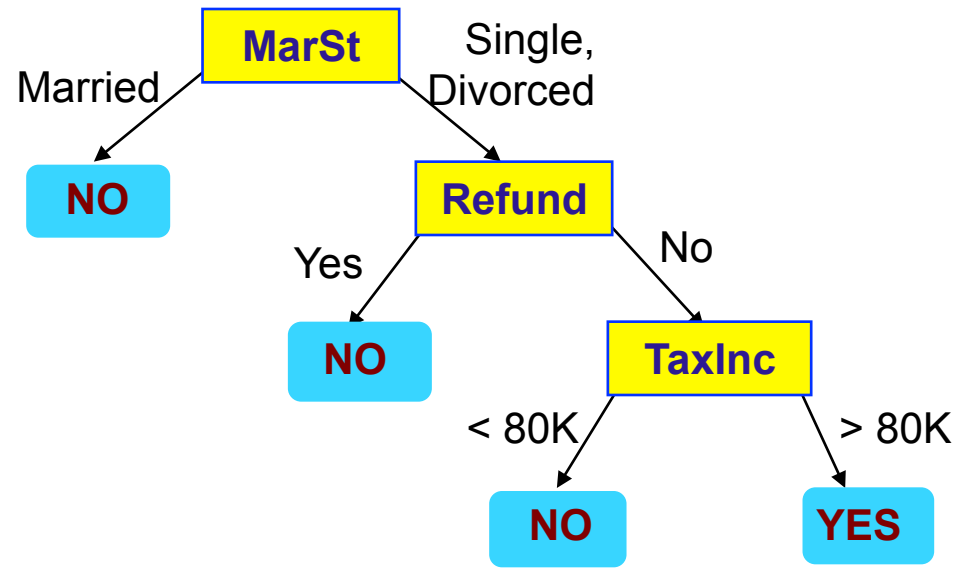 MarSt
Single,
Married
Divorced
NO
Refund
Yes
No
NO
TaxInc
< 80K
> 80K
NO
YES